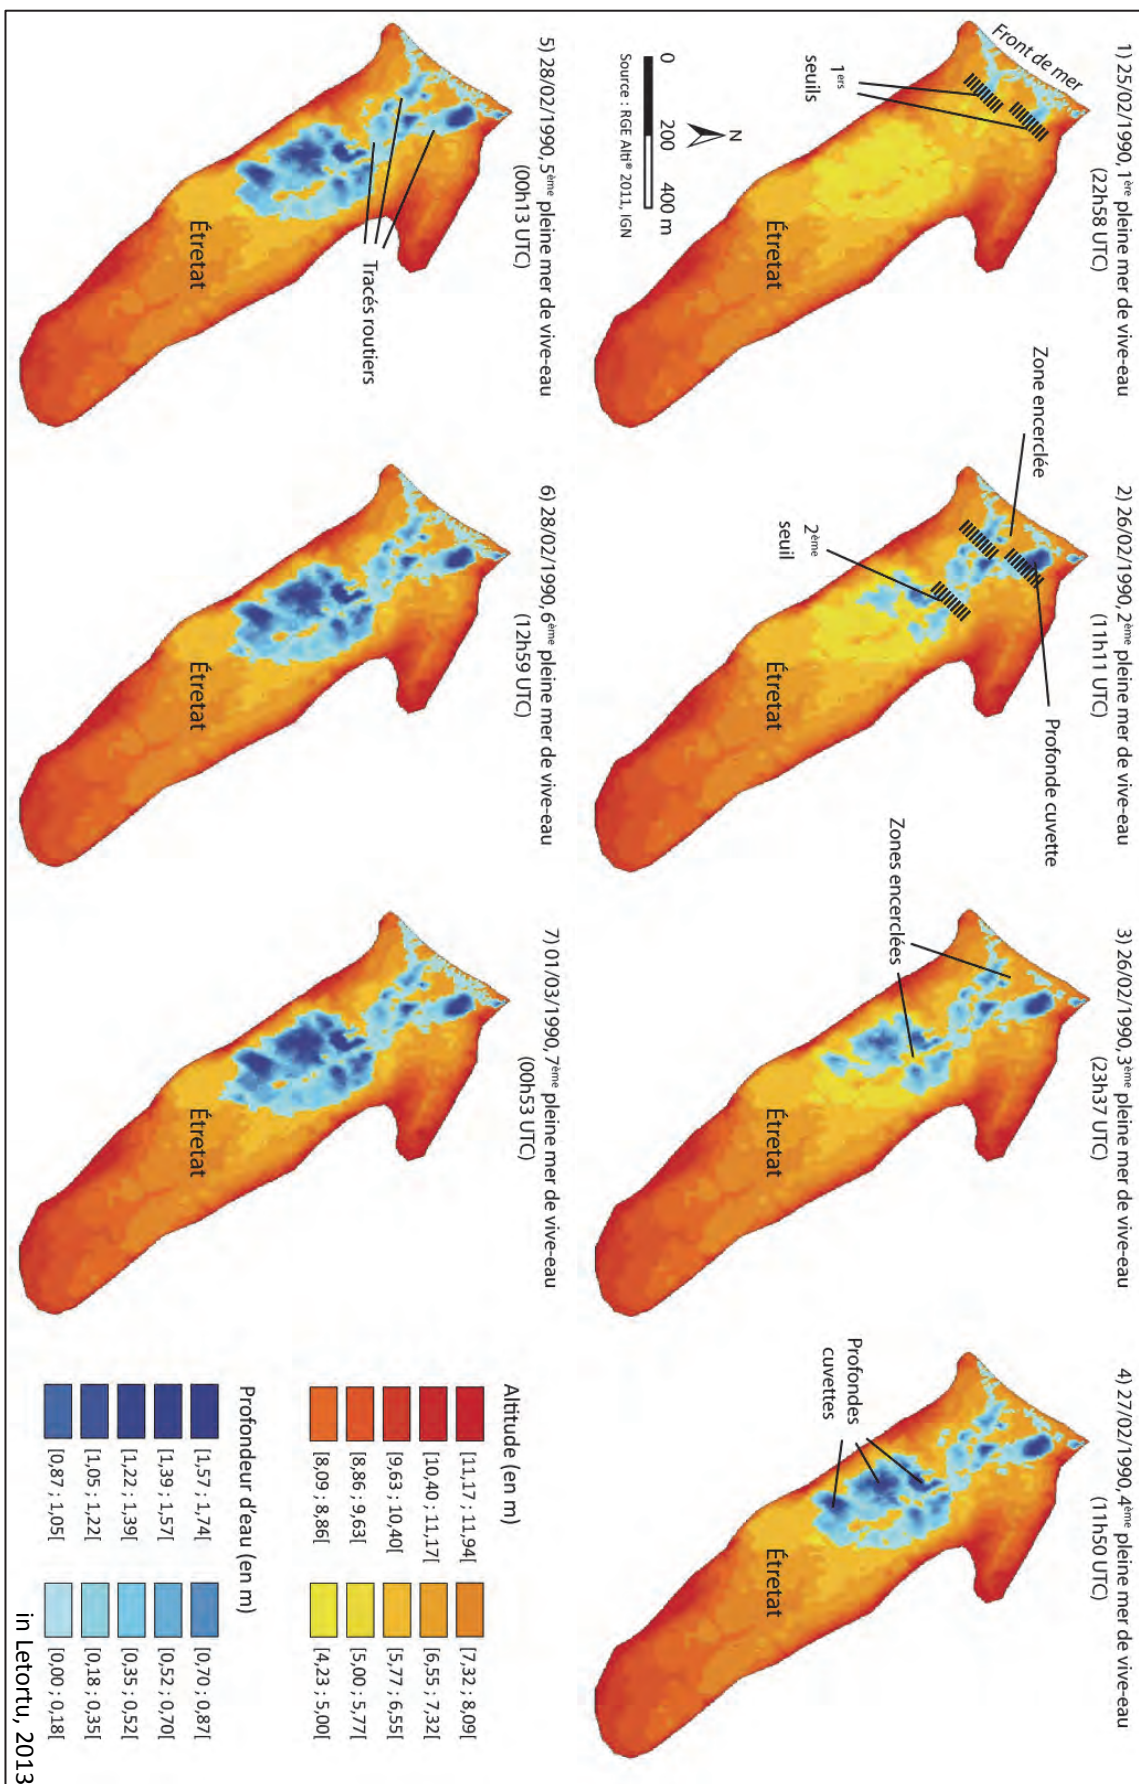 1) 25/02/1990, 1ère pleine mer de vive-eau
(22h58 UTC)
Front de mer
1ers
seuils
Étretat
0 200 400 m
N
Source : RGE Alti® 2011, IGN
2) 26/02/1990, 2ème pleine mer de vive-eau
(11h11 UTC)
Zone encerclée
Profonde cuvette
2ème
seuil
Étretat
3) 26/02/1990, 3ème pleine mer de vive-eau
(23h37 UTC)
Zones encerclées
Étretat
4) 27/02/1990, 4ème pleine mer de vive-eau
(11h50 UTC)
Profondes
cuvettes
Étretat
5) 28/02/1990, 5ème pleine mer de vive-eau
(00h13 UTC)
Tracés routiers
Étretat
6) 28/02/1990, 6ème pleine mer de vive-eau
(12h59 UTC)
Étretat
7) 01/03/1990, 7ème pleine mer de vive-eau
(00h53 UTC)
Étretat
Altitude (en m)
[11,17 ; 11,94[
[10,40 ; 11,17[
[9,63 ; 10,40[
[8,86 ; 9,63[
[8,09 ; 8,86[
[7,32 ; 8,09[
[6,55 ; 7,32[
[5,77 ; 6,55[
[5,00 ; 5,77[
[4,23 ; 5,00[
Profondeur d'eau (en m)
[1,57 ; 1,74[
[1,39 ; 1,57[
[1,22 ; 1,39[
[1,05 ; 1,22[
[0,87 ; 1,05[
[0,70 ; 0,87[
[0,52 ; 0,70[
[0,35 ; 0,52[
[0,18 ; 0,35[
[0,00 ; 0,18[
in Letortu, 2013